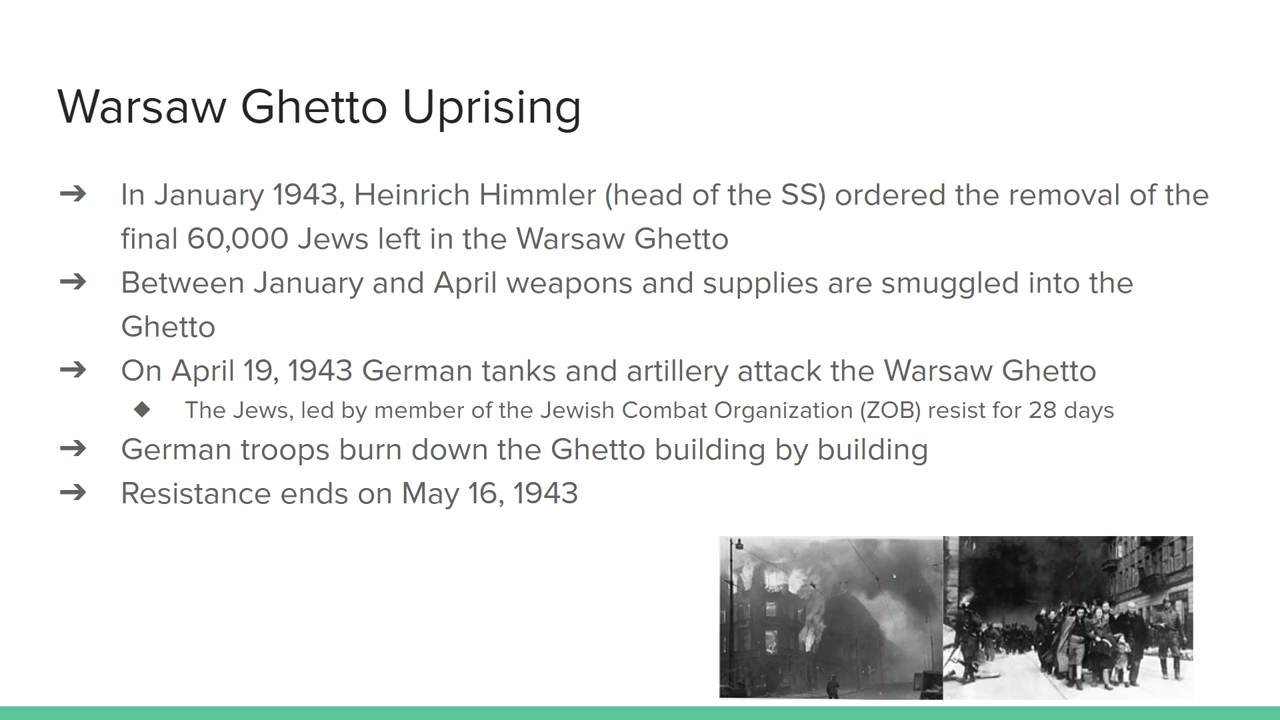 Warsaw Ghetto Uprising
➔ In January 1943, Heinrich Himmler (head of the SS) ordered the removal of the
final 60,000 Jews left in the Warsaw Ghetto
➔ Between January and April weapons and supplies are smuggled into the
Ghetto
➔ On April 19, 1943 German tanks and artillery attack the Warsaw Ghetto
◆ The Jews, led by member of the Jewish Combat Organization (ZOB) resist for 28 days
➔ German troops burn down the Ghetto building by building
➔ Resistance ends on May 16, 1943